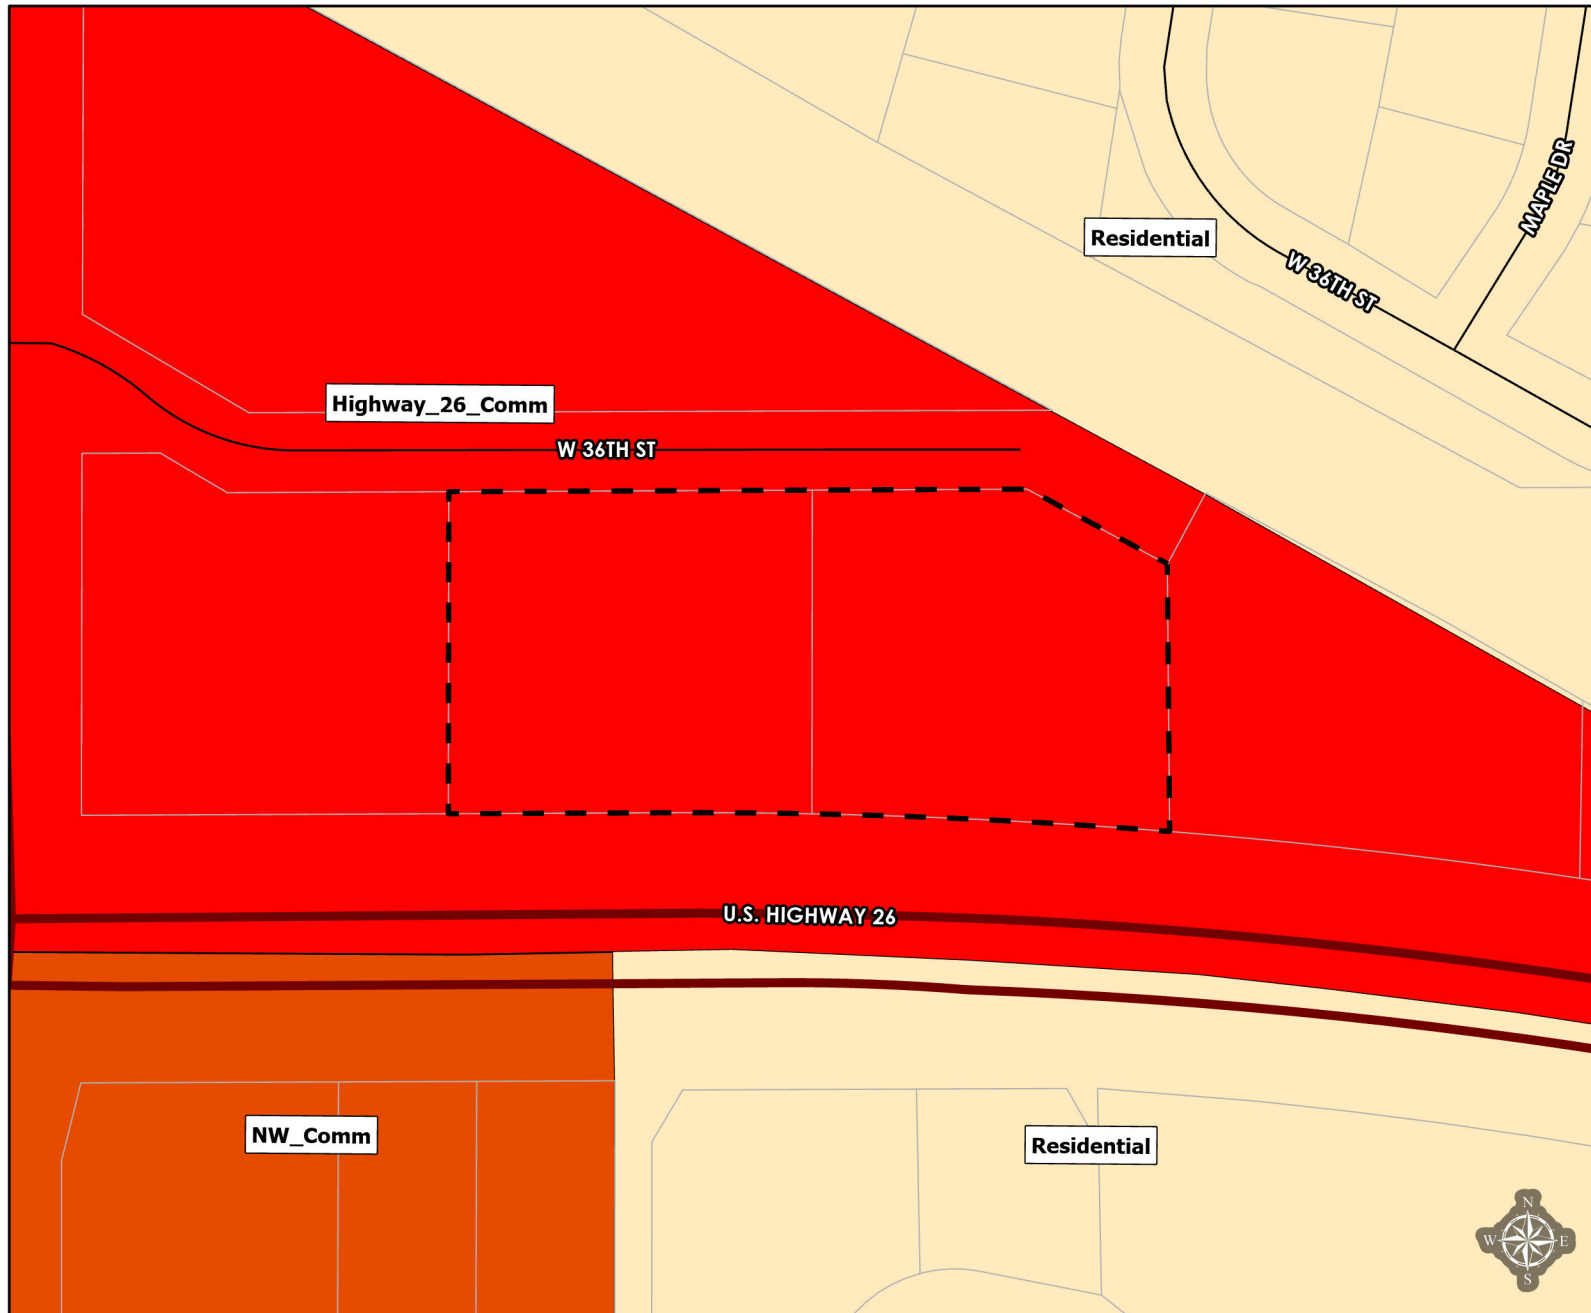 MAPLE DR
Residential
W 36TH ST
Highway_26_Comm
W 36TH ST
U.S. HIGHWAY 26
NW_Comm
Residential
N
W E
S